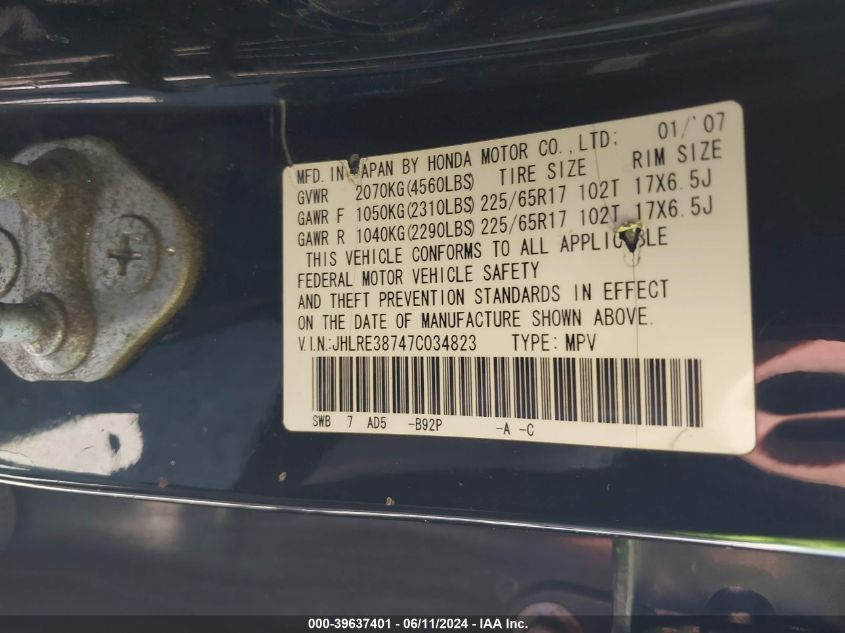 MFD. IN JAPAN BY HONDA MOTOR CO., LTD: 01/'07
GVWR 2070KG(4560LBS) TIRE SIZE RIM SIZE
GAWR F 1050KG(2310LBS) 225/65R17 102T 17X6.5J
GAWR R 1040KG(2290LBS) 225/65R17 102T 17X6.5J
THIS VEHICLE CONFORMS TO ALL APPLICABLE
FEDERAL MOTOR VEHICLE SAFETY
AND THEFT PREVENTION STANDARDS IN EFFECT
ON THE DATE OF MANUFACTURE SHOWN ABOVE.
V.I.N.:JHLRE38747C034823 TYPE: MPV
SWB 7 AD5 -B92P -A -C
000-39637401 - 06/11/2024 - IAA Inc.